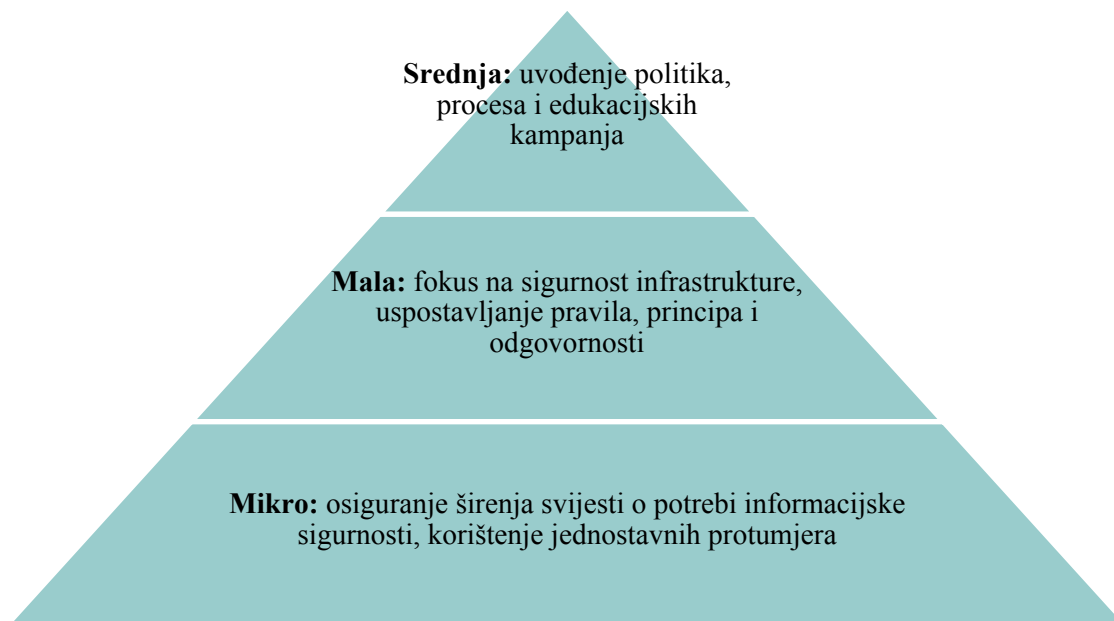 Srednja: uvođenje politika,
procesa i edukacijskih
kampanja
Mala: fokus na sigurnost infrastrukture,
uspostavljanje pravila, principa i
odgovornosti
Mikro: osiguranje širenja svijesti o potrebi informacijske
sigurnosti, korištenje jednostavnih protumjera